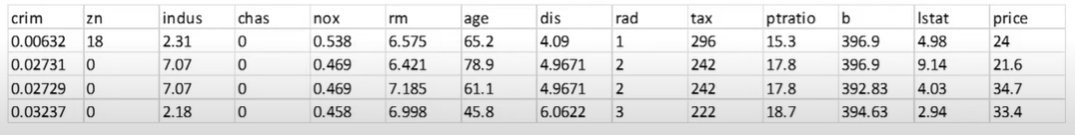 crim zn indus chas nox rm age dis rad tax ptratio b lstat price
0.00632 18 2.31 0 0.538 6.575 65.2 4.09 1 296 15.3 396.9 4.98 24
0.02731 0 7.07 0 0.469 6.421 78.9 4.9671 2 242 17.8 396.9 9.14 21.6
0.02729 0 7.07 0 0.469 7.185 61.1 4.9671 2 242 17.8 392.83 4.03 34.7
0.03237 0 2.18 0 0.458 6.998 45.8 6.0622 3 222 18.7 394.63 2.94 33.4